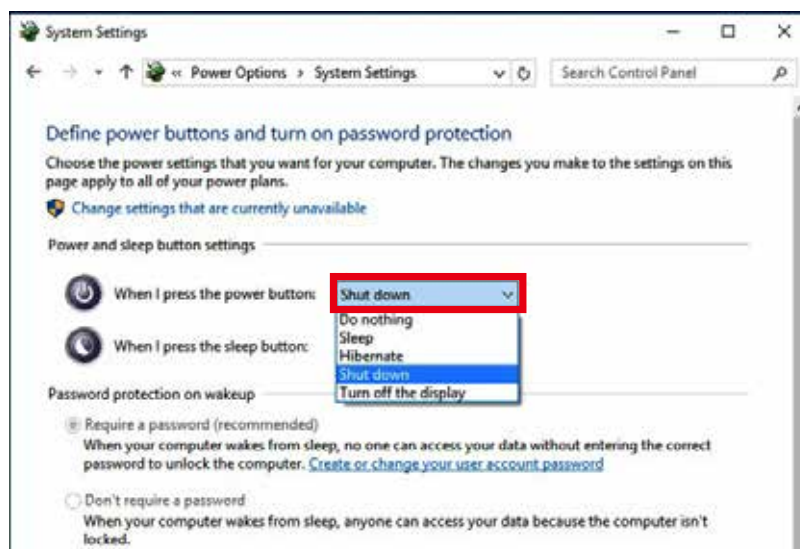 System Settings
« Power Options › System Settings
Search Control Panel
Define power buttons and turn on password protection
Choose the power settings that you want for your computer. The changes you make to the settings on this
page apply to all of your power plans.
Change settings that are currently unavailable
Power and sleep button settings
When I press the power button: Shut down
Do nothing
Sleep
When I press the sleep button:
Hibernate
Shut down
Turn off the display
Password protection on wakeup
Require a password (recommended)
When your computer wakes from sleep, no one can access your data without entering the correct
password to unlock the computer. Create or change your user account password
Don't require a password
When your computer wakes from sleep, anyone can access your data because the computer isn't
locked.